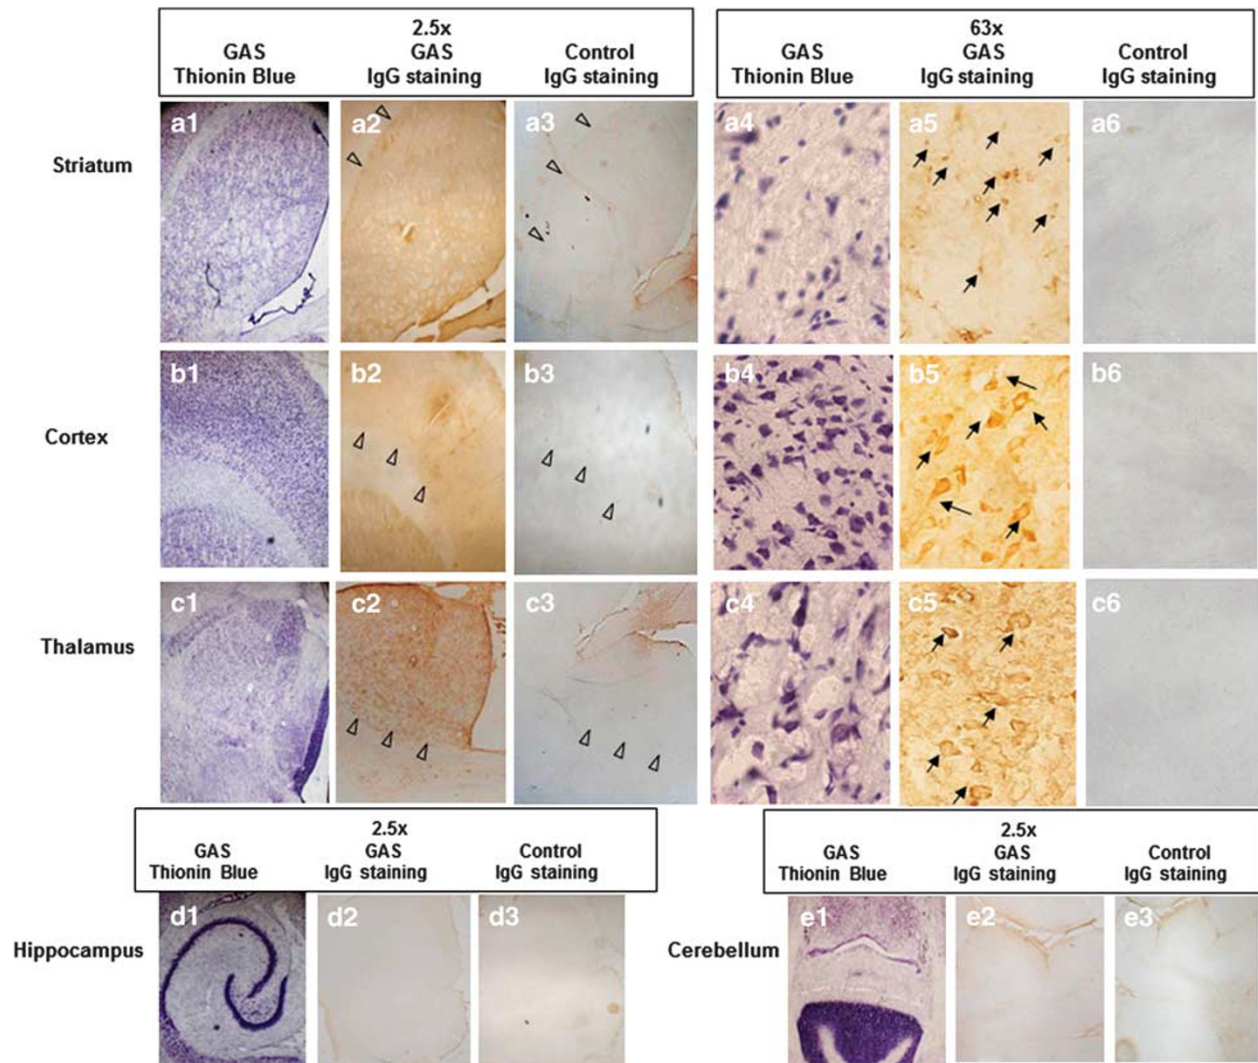 2.5x
GAS GAS Control
Thionin Blue IgG staining IgG staining
63x
GAS GAS Control
Thionin Blue IgG staining IgG staining
Striatum
a1 a2 a3 a4 a5 a6
Cortex
b1 b2 b3 b4 b5 b6
Thalamus
c1 c2 c3 c4 c5 c6
2.5x
GAS GAS Control
Thionin Blue IgG staining IgG staining
Hippocampus
d1 d2 d3
2.5x
GAS GAS Control
Thionin Blue IgG staining IgG staining
Cerebellum
e1 e2 e3